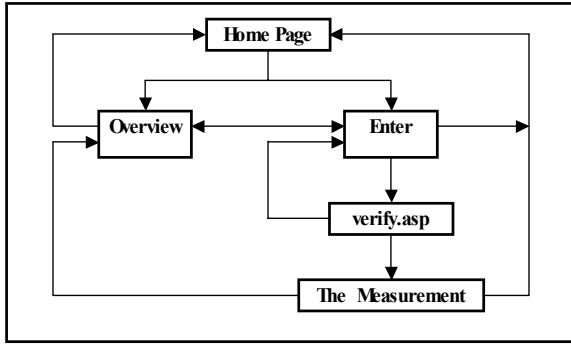 Home Page
Overview
Enter
verify.asp
The Measurement